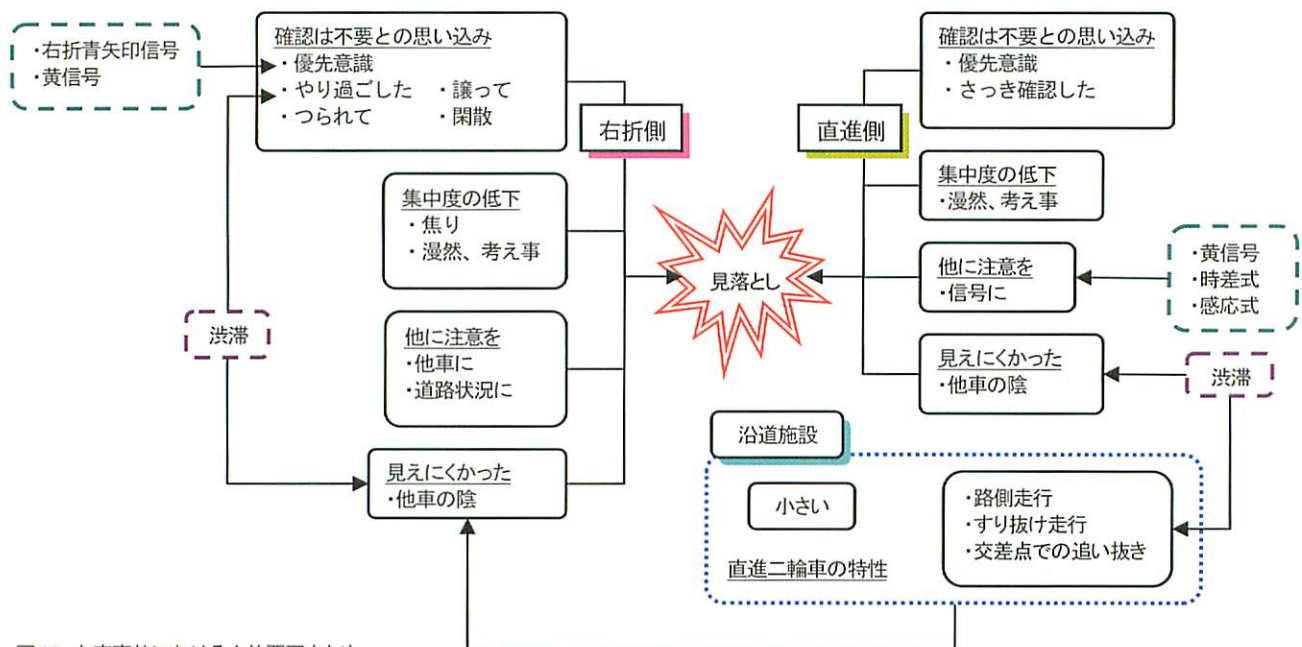 ・右折青矢印信号
・黄信号
確認は不要との思い込み
・優先意識
・やり過ごした ・譲って
・つられて ・閑散
右折側
集中度の低下
・焦り
・漫然、考え事
他に注意を
・他車に
・道路状況に
見えにくかった
・他車の陰
渋滞
見落とし
直進側
確認は不要との思い込み
・優先意識
・さっき確認した
集中度の低下
・漫然、考え事
他に注意を
・信号に
・黄信号
・時差式
・感応式
見えにくかった
・他車の陰
渋滞
沿道施設
小さい
・路側走行
・すり抜け走行
・交差点での追い抜き
直進二輪車の特性